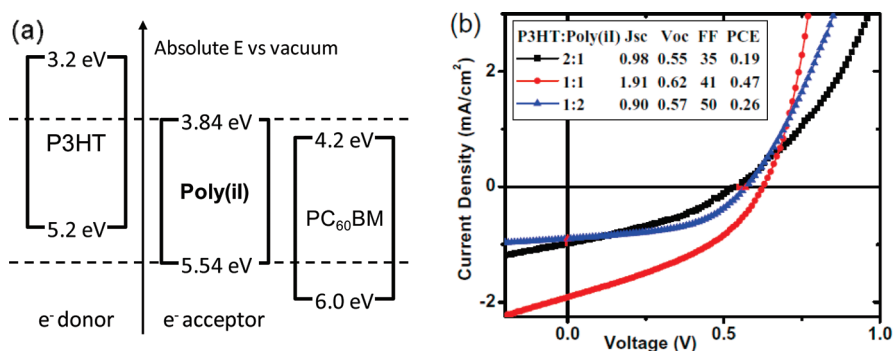 (a)
Absolute E vs vacuum
3.2 eV
P3HT
5.2 eV
3.84 eV
Poly(iI)
5.54 eV
4.2 eV
PC60BM
6.0 eV
e- donor
e- acceptor
(b)
P3HT:Poly(iI) Jsc Voc FF PCE
2:1 0.98 0.55 35 0.19
1:1 1.91 0.62 41 0.47
1:2 0.90 0.57 50 0.26
Current Density (mA/cm²)
2
0
-2
0.0 0.5 1.0
Voltage (V)